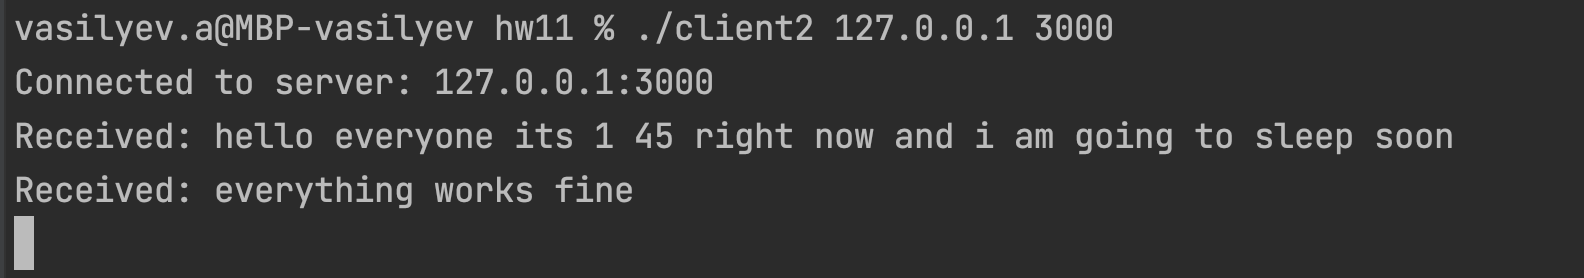 vasilyev.a@MBP-vasilyev hw11 % ./client2 127.0.0.1 3000
Connected to server: 127.0.0.1:3000
Received: hello everyone its 1 45 right now and i am going to sleep soon
Received: everything works fine